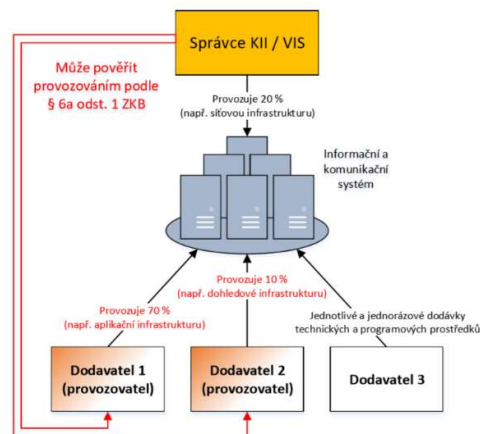 Správce KII / VIS
Může pověřit
provozováním podle
§ 6a odst. 1 ZKB
Provozuje 20 %
(např. síťovou infrastrukturu)
Informační a
komunikační
systém
Provozuje 70 %
(např. aplikační infrastrukturu)
Provozuje 10 %
(např. dohledové infrastrukturu)
Jednotlivé a jednorázové dodávky
technických a programových prostředků
Dodavatel 1
(provozovatel)
Dodavatel 2
(provozovatel)
Dodavatel 3